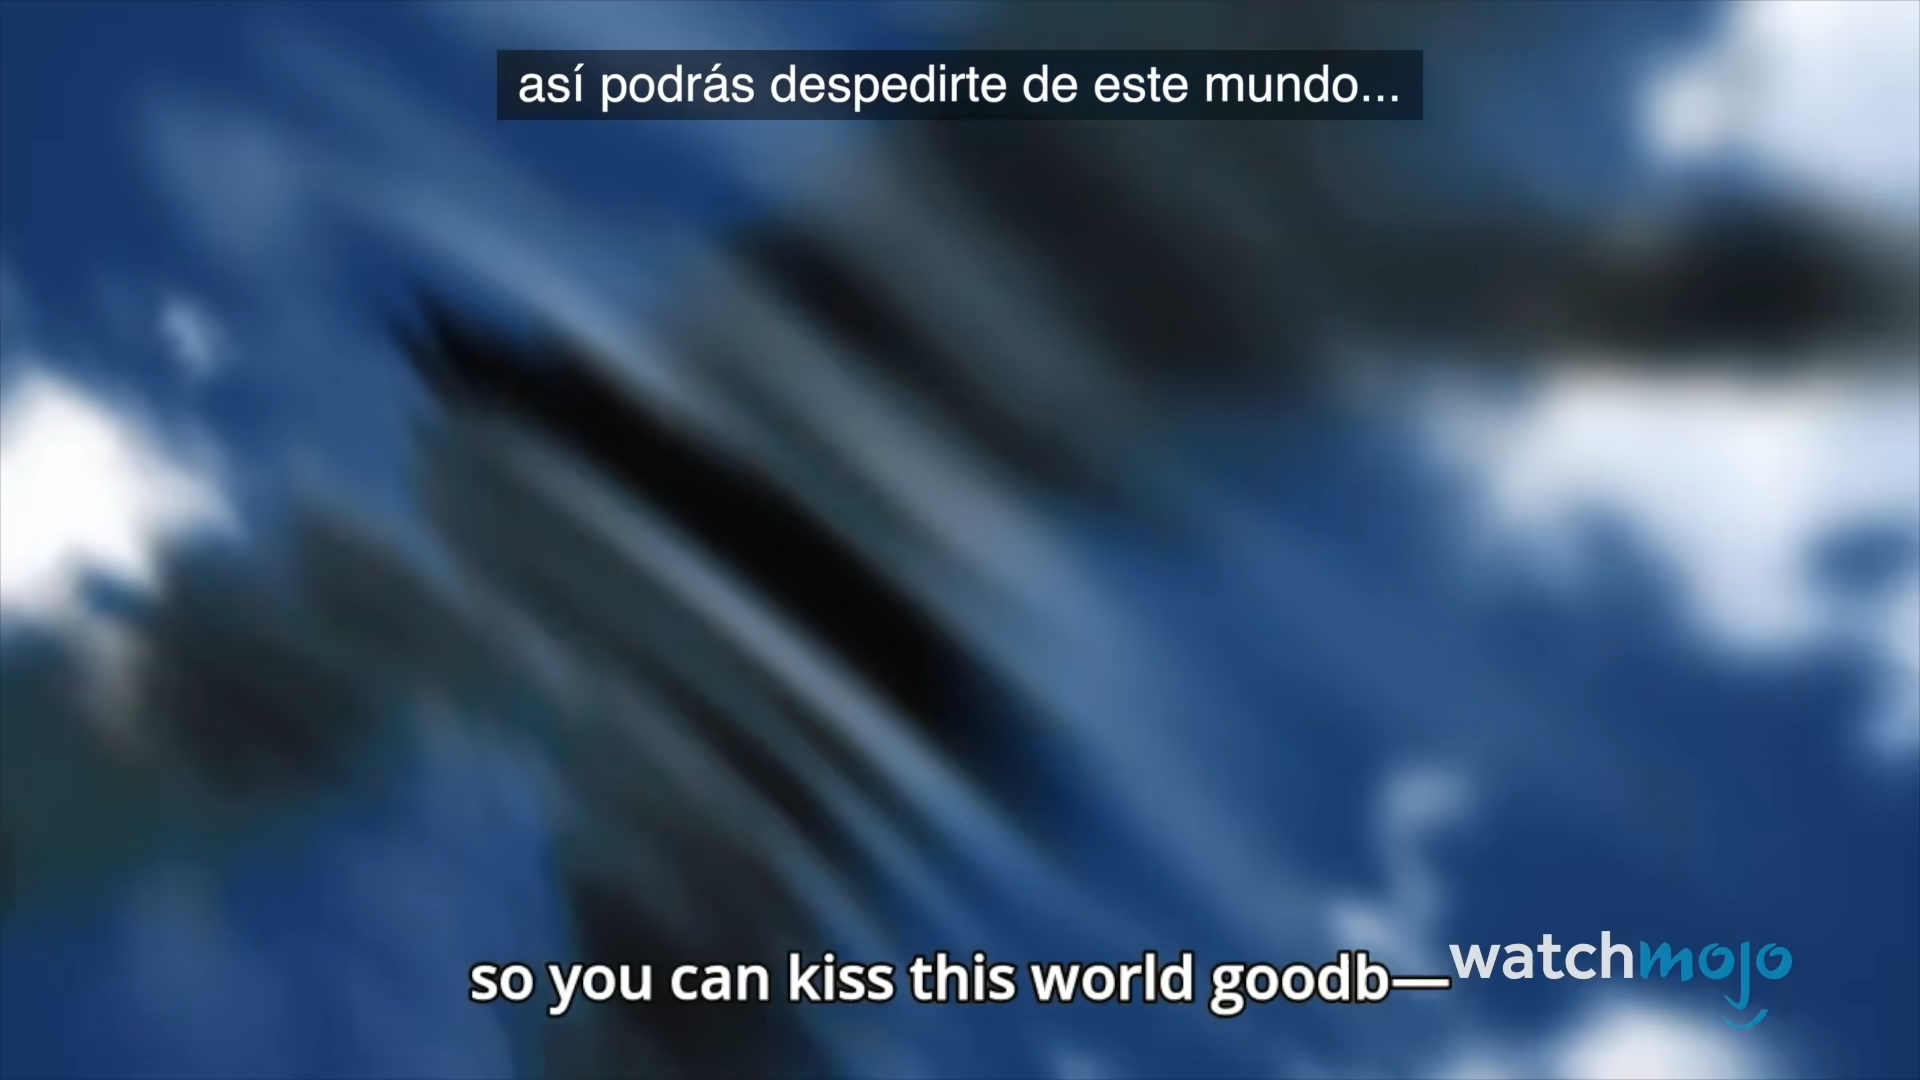 así podrás despedirte de este mundo...
so you can kiss this world goodb—
watchmojo